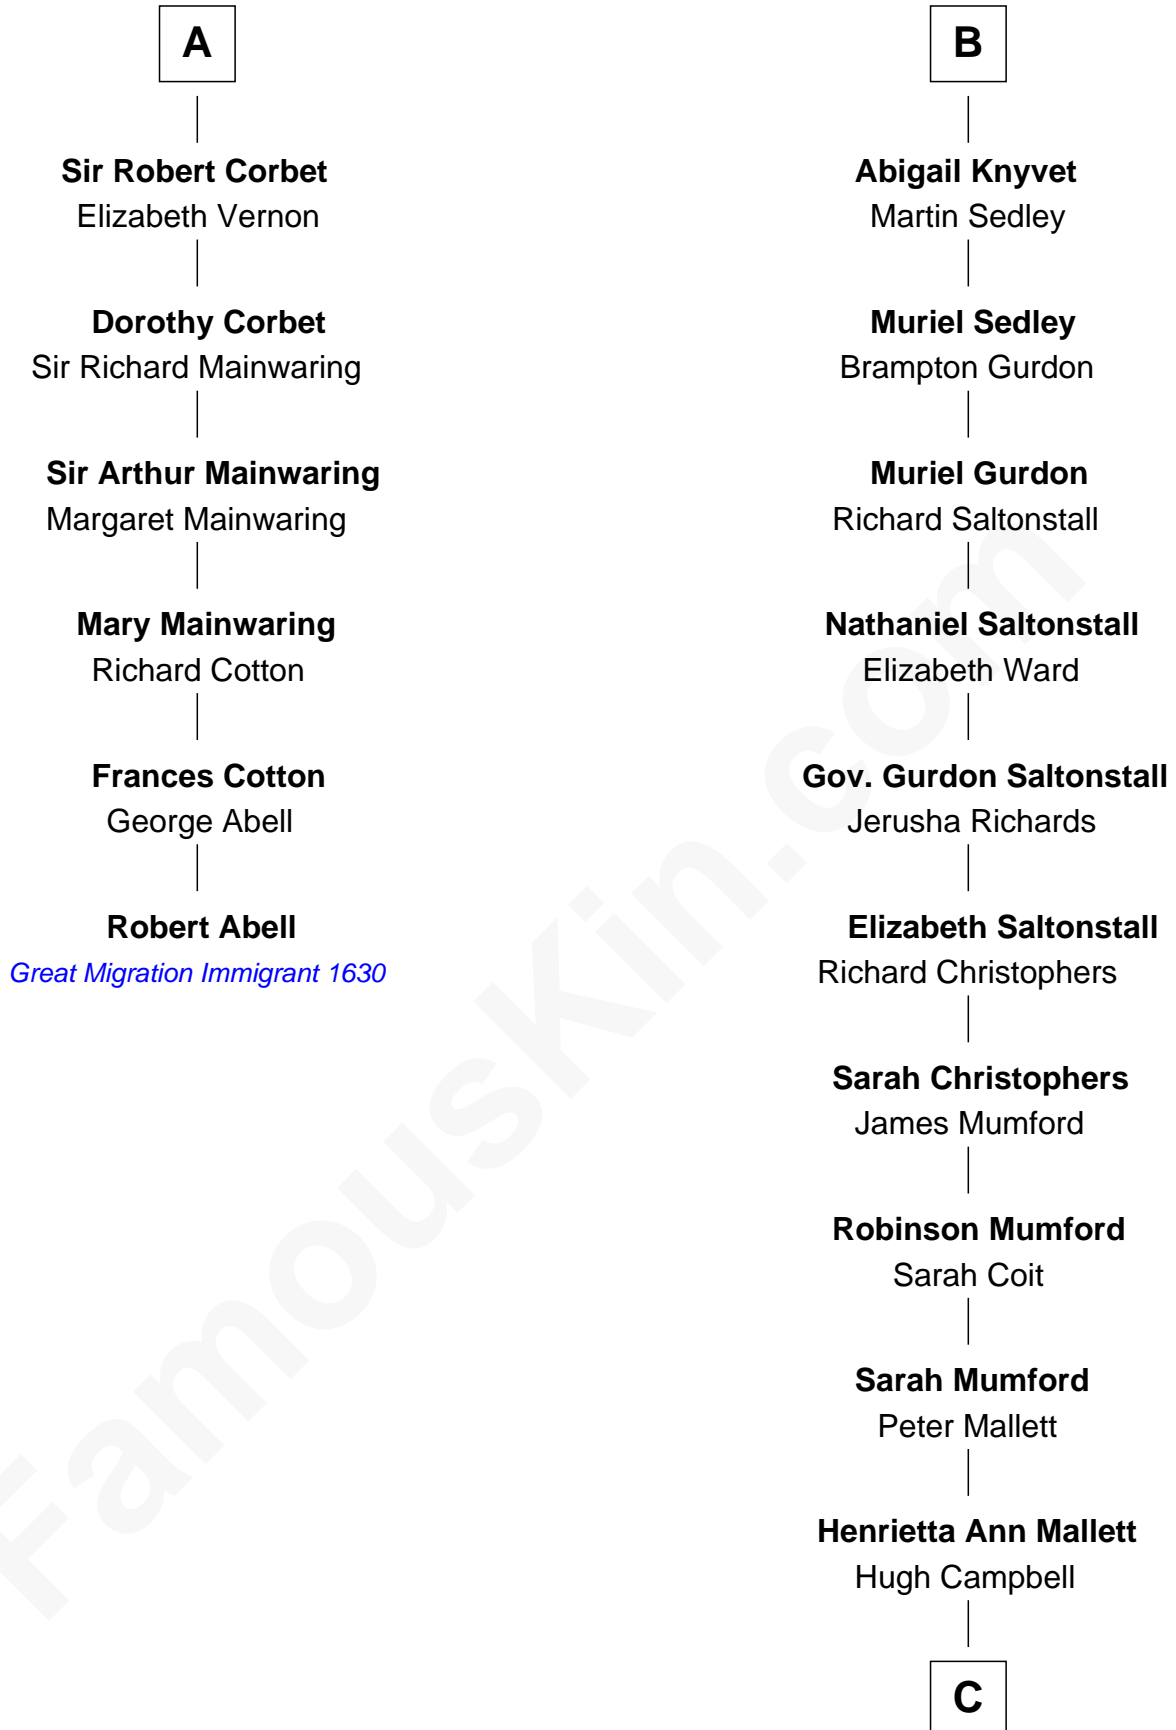 A
Sir Robert Corbet
Elizabeth Vernon
Dorothy Corbet
Sir Richard Mainwaring
Sir Arthur Mainwaring
Margaret Mainwaring
Mary Mainwaring
Richard Cotton
Frances Cotton
George Abell
Robert Abell
Great Migration Immigrant 1630
B
Abigail Knyvet
Martin Sedley
Muriel Sedley
Brampton Gurdon
Muriel Gurdon
Richard Saltonstall
Nathaniel Saltonstall
Elizabeth Ward
Gov. Gurdon Saltonstall
Jerusha Richards
Elizabeth Saltonstall
Richard Christophers
Sarah Christophers
James Mumford
Robinson Mumford
Sarah Coit
Sarah Mumford
Peter Mallett
Henrietta Ann Mallett
Hugh Campbell
C
FamousKin.com